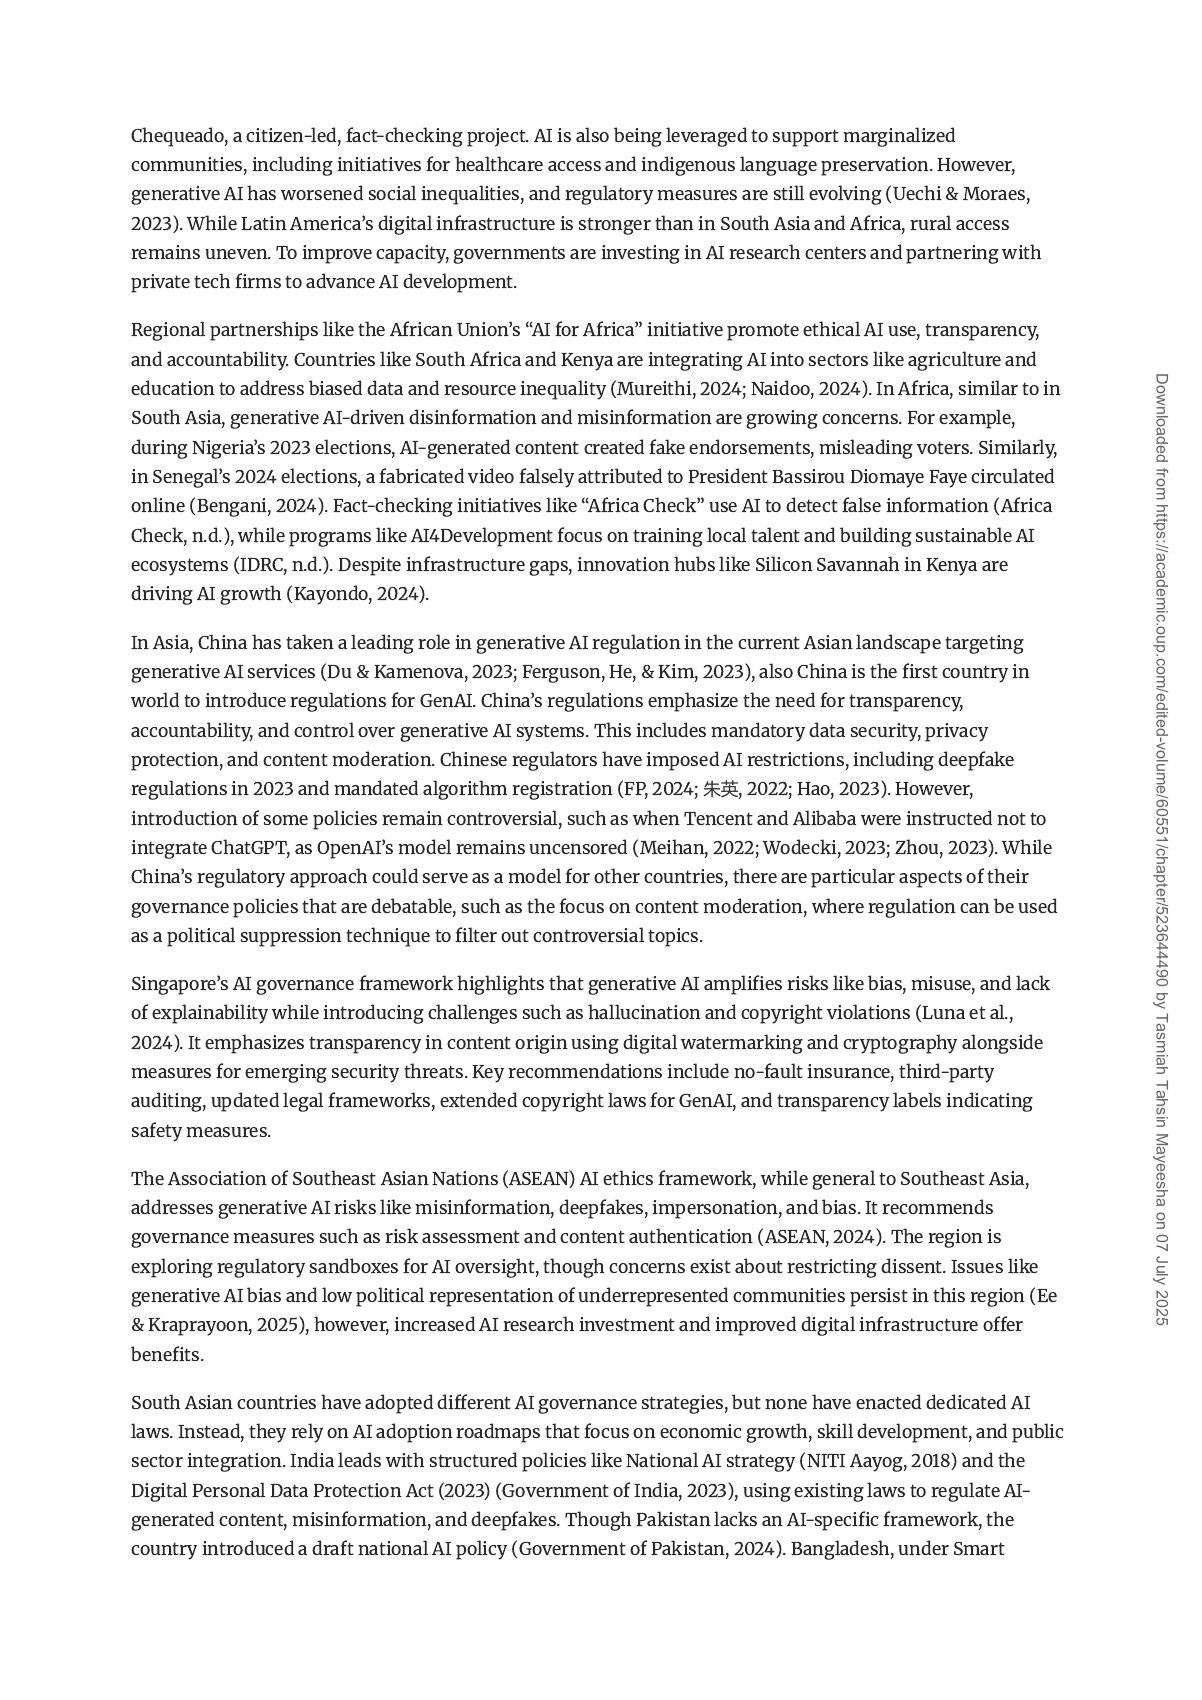 Chequeado, a citizen-led, fact-checking project. AI is also being leveraged to support marginalized
communities, including initiatives for healthcare access and indigenous language preservation. However,
generative AI has worsened social inequalities, and regulatory measures are still evolving (Uechi & Moraes,
2023). While Latin America’s digital infrastructure is stronger than in South Asia and Africa, rural access
remains uneven. To improve capacity, governments are investing in AI research centers and partnering with
private tech firms to advance AI development.
Regional partnerships like the African Union’s “AI for Africa” initiative promote ethical AI use, transparency,
and accountability. Countries like South Africa and Kenya are integrating AI into sectors like agriculture and
education to address biased data and resource inequality (Mureithi, 2024; Naidoo, 2024). In Africa, similar to in
South Asia, generative AI-driven disinformation and misinformation are growing concerns. For example,
during Nigeria’s 2023 elections, AI-generated content created fake endorsements, misleading voters. Similarly,
in Senegal’s 2024 elections, a fabricated video falsely attributed to President Bassirou Diomaye Faye circulated
online (Bengani, 2024). Fact-checking initiatives like “Africa Check” use AI to detect false information (Africa
Check, n.d.), while programs like AI4Development focus on training local talent and building sustainable AI
ecosystems (IDRC, n.d.). Despite infrastructure gaps, innovation hubs like Silicon Savannah in Kenya are
driving AI growth (Kayondo, 2024).
In Asia, China has taken a leading role in generative AI regulation in the current Asian landscape targeting
generative AI services (Du & Kamenova, 2023; Ferguson, He, & Kim, 2023), also China is the first country in
world to introduce regulations for GenAI. China’s regulations emphasize the need for transparency,
accountability, and control over generative AI systems. This includes mandatory data security, privacy
protection, and content moderation. Chinese regulators have imposed AI restrictions, including deepfake
regulations in 2023 and mandated algorithm registration (FP, 2024; 朱英, 2022; Hao, 2023). However,
introduction of some policies remain controversial, such as when Tencent and Alibaba were instructed not to
integrate ChatGPT, as OpenAI’s model remains uncensored (Meihan, 2022; Wodecki, 2023; Zhou, 2023). While
China’s regulatory approach could serve as a model for other countries, there are particular aspects of their
governance policies that are debatable, such as the focus on content moderation, where regulation can be used
as a political suppression technique to filter out controversial topics.
Singapore’s AI governance framework highlights that generative AI amplifies risks like bias, misuse, and lack
of explainability while introducing challenges such as hallucination and copyright violations (Luna et al.,
2024). It emphasizes transparency in content origin using digital watermarking and cryptography alongside
measures for emerging security threats. Key recommendations include no-fault insurance, third-party
auditing, updated legal frameworks, extended copyright laws for GenAI, and transparency labels indicating
safety measures.
The Association of Southeast Asian Nations (ASEAN) AI ethics framework, while general to Southeast Asia,
addresses generative AI risks like misinformation, deepfakes, impersonation, and bias. It recommends
governance measures such as risk assessment and content authentication (ASEAN, 2024). The region is
exploring regulatory sandboxes for AI oversight, though concerns exist about restricting dissent. Issues like
generative AI bias and low political representation of underrepresented communities persist in this region (Ee
& Kraprayoon, 2025), however, increased AI research investment and improved digital infrastructure offer
benefits.
South Asian countries have adopted different AI governance strategies, but none have enacted dedicated AI
laws. Instead, they rely on AI adoption roadmaps that focus on economic growth, skill development, and public
sector integration. India leads with structured policies like National AI strategy (NITI Aayog, 2018) and the
Digital Personal Data Protection Act (2023) (Government of India, 2023), using existing laws to regulate AI-
generated content, misinformation, and deepfakes. Though Pakistan lacks an AI-specific framework, the
country introduced a draft national AI policy (Government of Pakistan, 2024). Bangladesh, under Smart
Downloaded from https://academic.oup.com/edited-volume/60551/chapter/523644490 by Tasmiah Tahsin Mayeesha on 07 July 2025